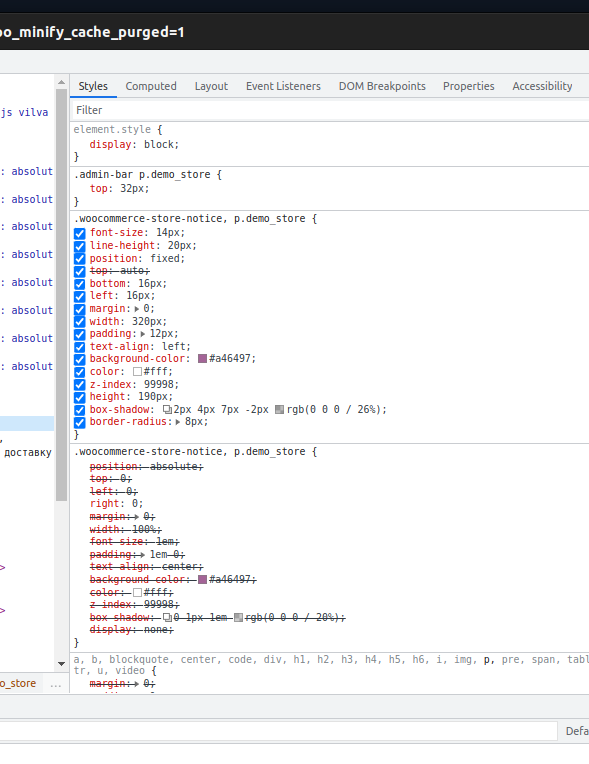 oo_minify_cache_purged=1
Styles Computed Layout Event Listeners DOM Breakpoints Properties Accessibility
js vilva
Filter
element.style {
display: block;
}
: absolut
.admin-bar p.demo_store {
top: 32px;
}
: absolut
.woocommerce-store-notice, p.demo_store {
: absolut
font-size: 14px;
line-height: 20px;
: absolut
position: fixed;
top: auto;
: absolut
bottom: 16px;
left: 16px;
: absolut
margin: 0;
width: 320px;
padding: 12px;
: absolut
text-align: left;
background-color: #a46497;
: absolut
color: #fff;
z-index: 99998;
height: 190px;
box-shadow: 2px 4px 7px -2px rgb(0 0 0 / 26%);
border-radius: 8px;
}
доставку
.woocommerce-store-notice, p.demo_store {
position: absolute;
top: 0;
left: 0;
right: 0;
margin: 0;
width: 100%;
font-size: 1em;
padding: 1em 0;
text-align: center;
>
background-color: #a46497;
color: #fff;
z-index: 99998;
>
box-shadow: 0 1px 1em rgb(0 0 0 / 20%);
display: none;
}
a, b, blockquote, center, code, div, h1, h2, h3, h4, h5, h6, i, img, p, pre, span, tabl
tr, u, video {
o_store ...
margin: 0;
Defa